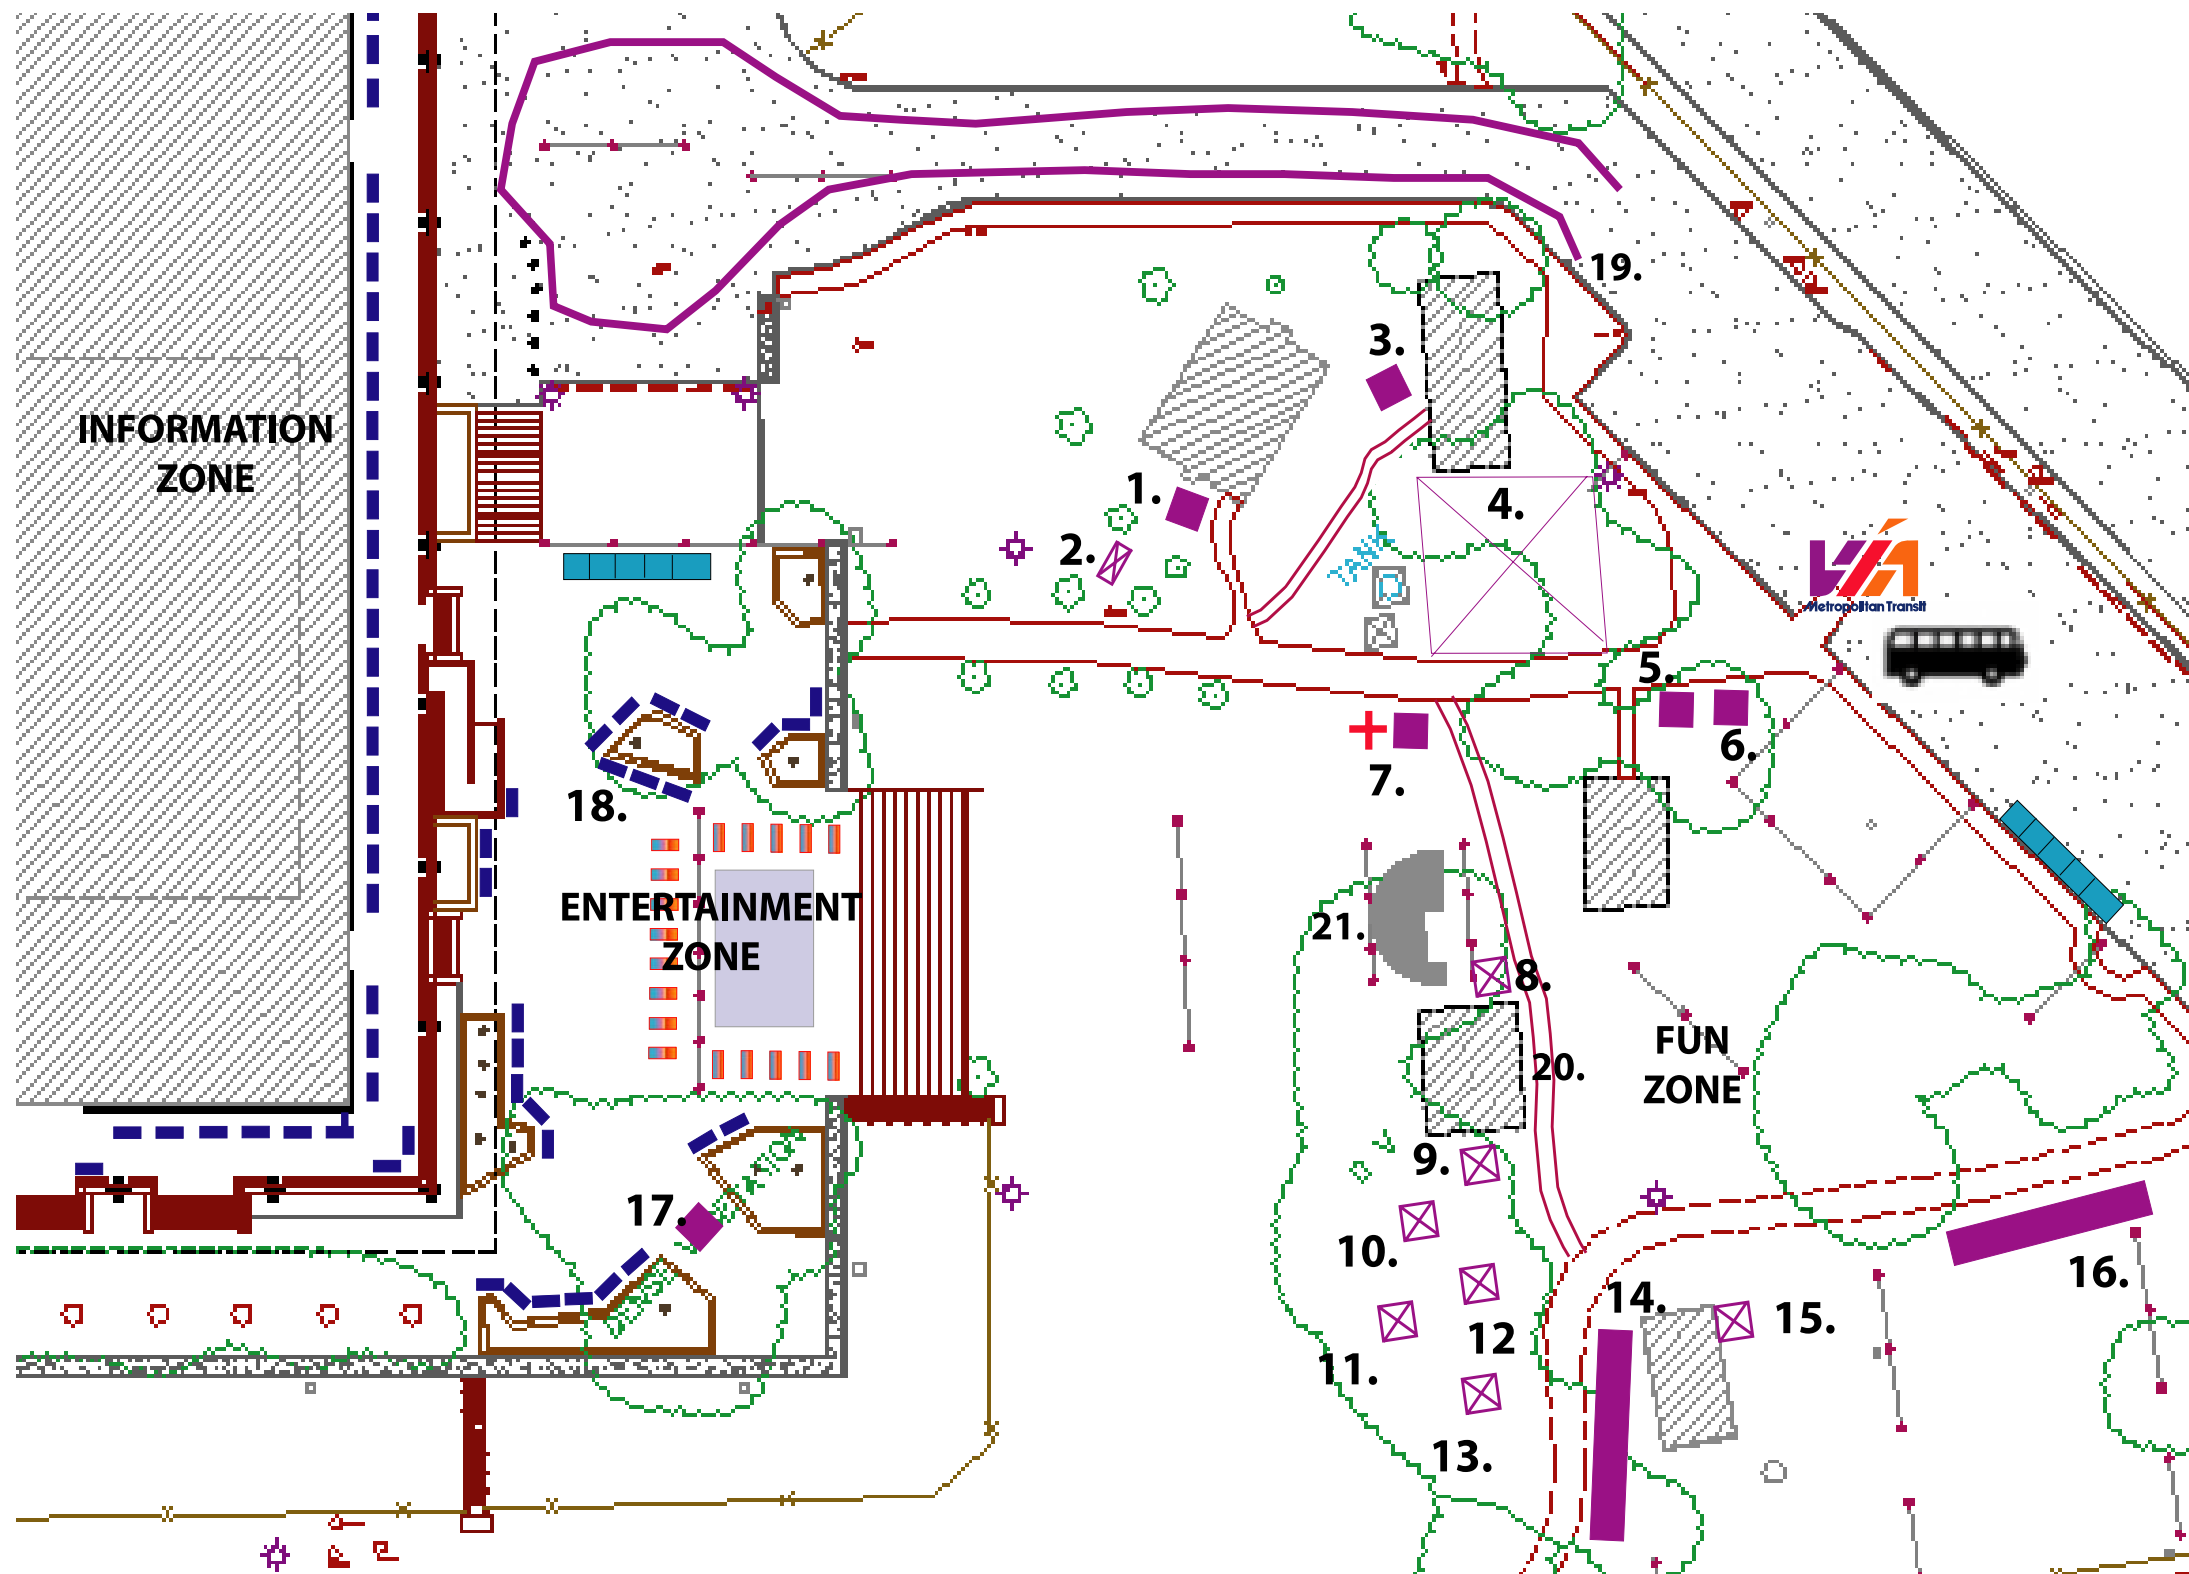 19.
3.
INFORMATION
ZONE
1.
4.
2.
VIA
Metropolitan Transit
5.
6.
7.
18.
ENTERTAINMENT
ZONE
21.
8.
FUN
ZONE
20.
9.
17.
10.
16.
14.
15.
12
11.
13.